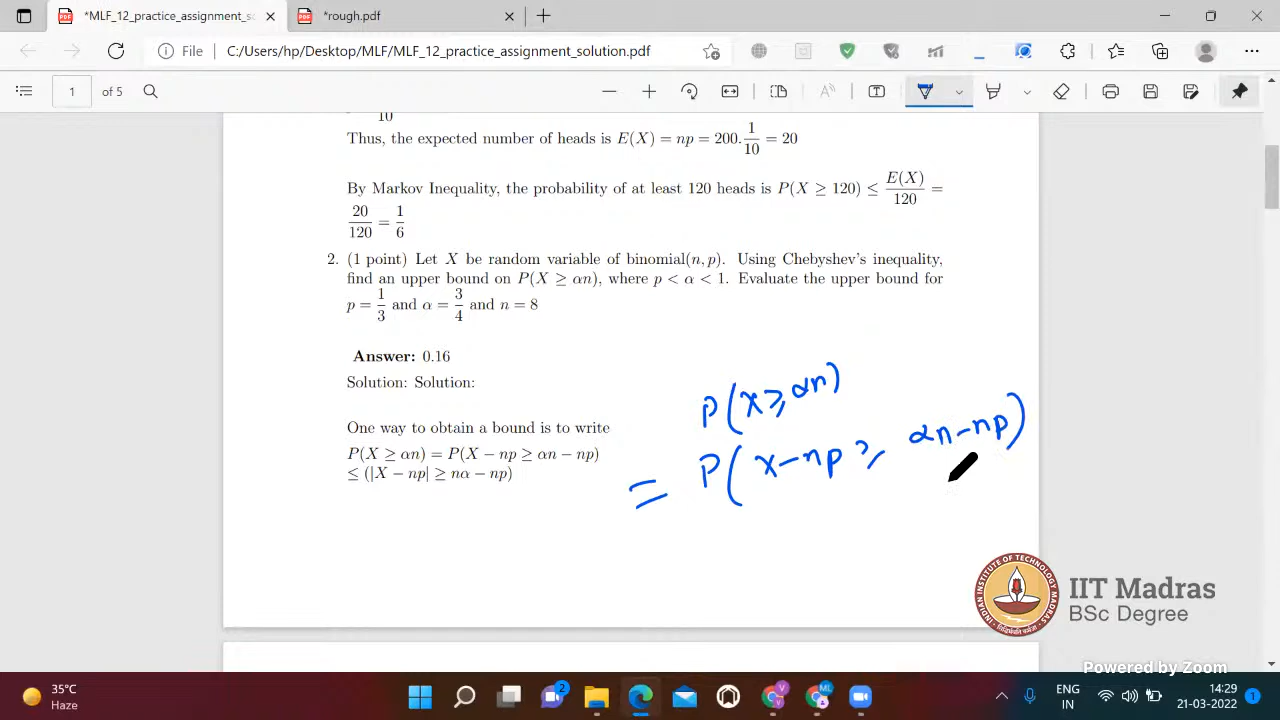 *MLF_12_practice_assignment_so
*rough.pdf
File
C:/Users/hp/Desktop/MLF/MLF_12_practice_assignment_solution.pdf
1 of 5
10
Thus, the expected number of heads is E(X) = np = 200.1/10 = 20
By Markov Inequality, the probability of at least 120 heads is P(X ≥ 120) ≤ E(X)/120 =
20/120 = 1/6
2. (1 point) Let X be random variable of binomial(n, p). Using Chebyshev's inequality,
find an upper bound on P(X ≥ αn), where p < α < 1. Evaluate the upper bound for
p = 1/3 and α = 3/4 and n = 8
Answer: 0.16
Solution: Solution:
P(X ≥ αn)
One way to obtain a bound is to write
P(X ≥ αn) = P(X − np ≥ αn − np)
≤ (|X − np| ≥ nα − np)
= P(X − np ≥ αn − np)
IIT Madras
BSc Degree
Powered by Zoom
35°C
Haze
2
ML
ENG
IN
14:29
21-03-2022
1